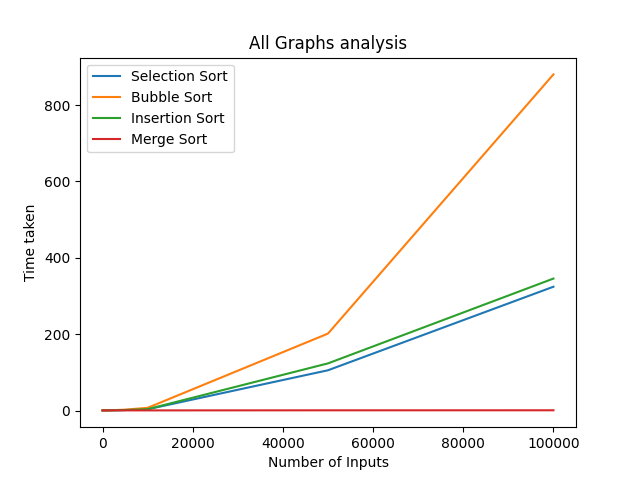 All Graphs analysis
Selection Sort
Bubble Sort
Insertion Sort
Merge Sort
Time taken
800
600
400
200
0
0 20000 40000 60000 80000 100000
Number of Inputs